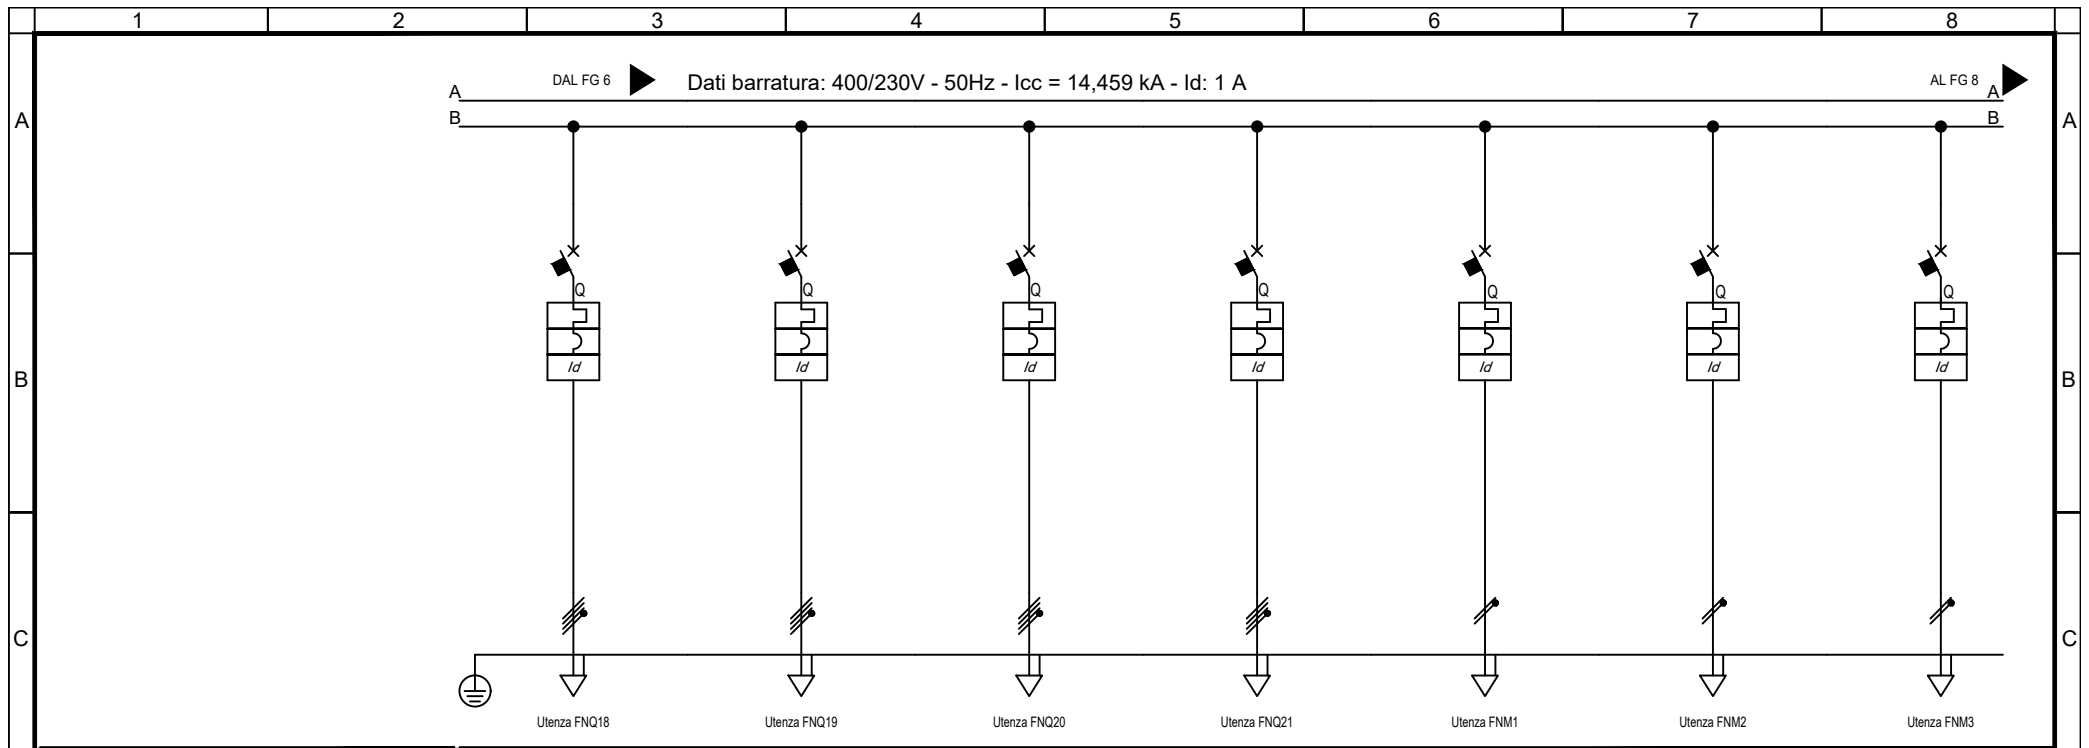 1 2 3 4 5 6 7 8
DAL FG 6 Dati barratura: 400/230V - 50Hz - Icc = 14,459 kA - Id: 1 A AL FG 8
A A
B B
A A
Q Q Q Q Q Q Q
Id Id Id Id Id Id Id
B B
C C
Utenza FNQ18 Utenza FNQ19 Utenza FNQ20 Utenza FNQ21 Utenza FNM1 Utenza FNM2 Utenza FNM3